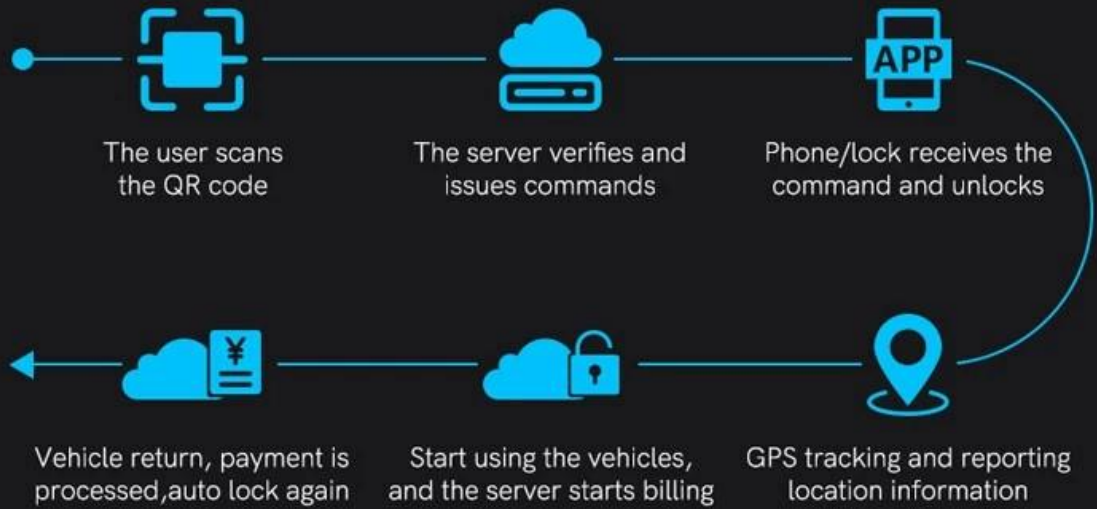 The user scans
the QR code
The server verifies and
issues commands
APP
Phone/lock receives the
command and unlocks
GPS tracking and reporting
location information
Start using the vehicles,
and the server starts billing
¥
Vehicle return, payment is
processed,auto lock again